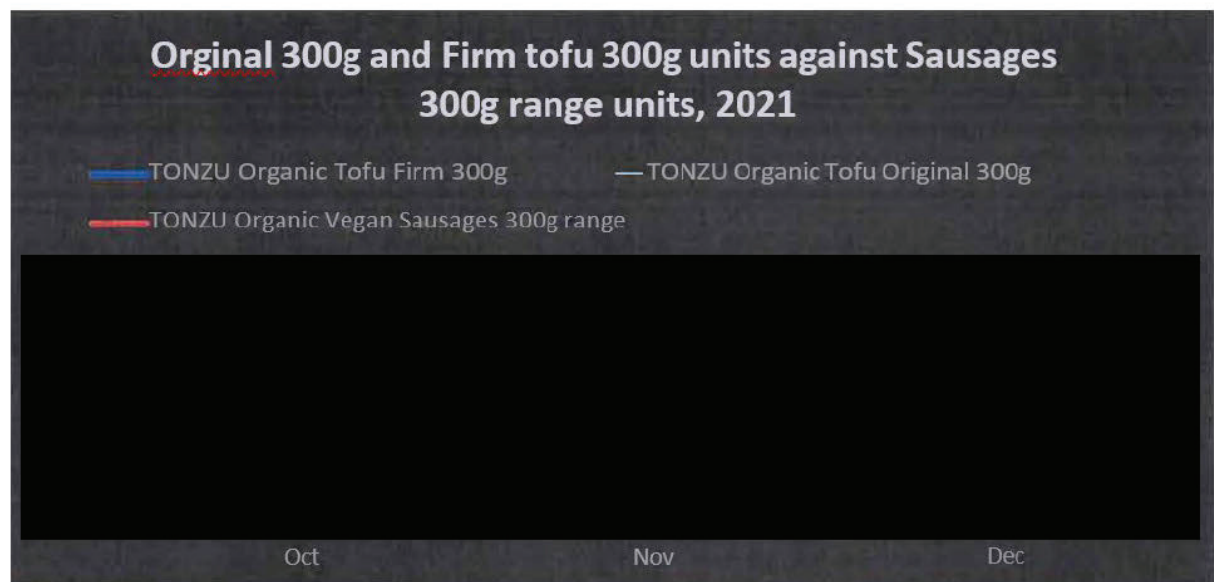 Orginal 300g and Firm tofu 300g units against Sausages
300g range units, 2021
TONZU Organic Tofu Firm 300g
TONZU Organic Tofu Original 300g
TONZU Organic Vegan Sausages 300g range
Oct
Nov
Dec